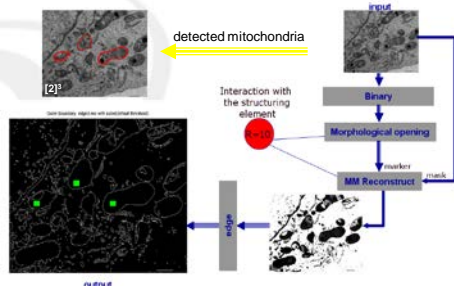 input
detected mitochondria
[2]³
Binary
Interaction with
the structuring
element
R=10
Morphological opening
marker
mask
MM Reconstruct
edge
output